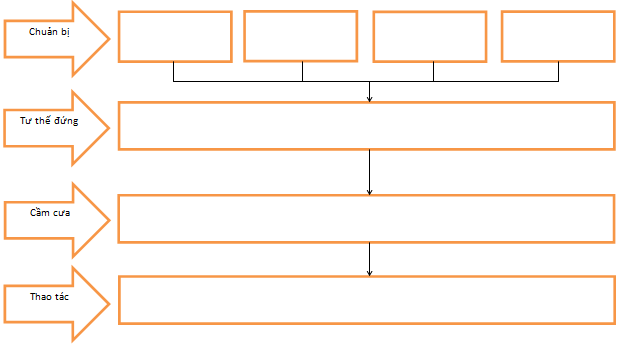 Chuẩn bị
Tư thế đứng
Cầm cưa
Thao tác